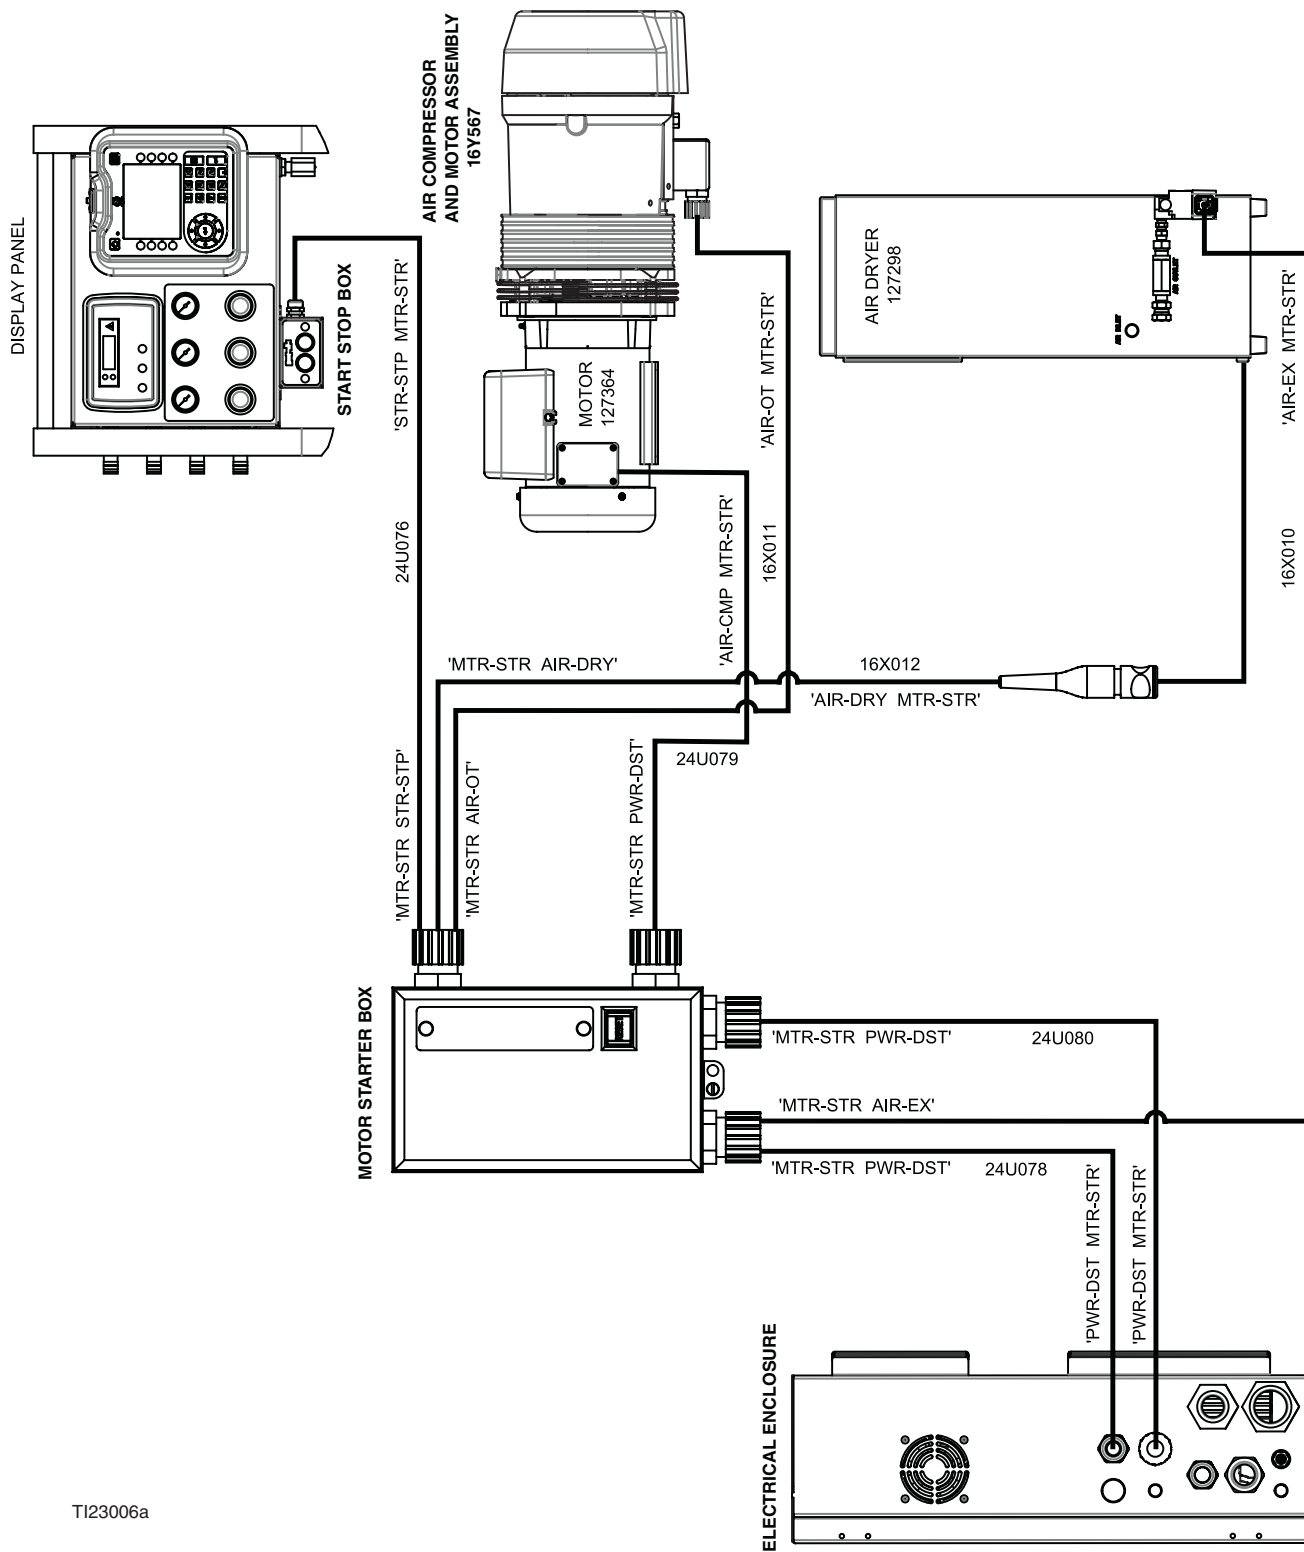 DISPLAY PANEL
START STOP BOX
'STR-STP MTR-STR'
24U076
AIR COMPRESSOR
AND MOTOR ASSEMBLY
16Y567
MOTOR
127364
'AIR-OT MTR-STR'
16X011
'AIR-CMP MTR-STR'
AIR DRYER
127298
AIR INLET
AIR OUTLET
'AIR-EX MTR-STR'
16X010
'MTR-STR AIR-DRY'
16X012
'AIR-DRY MTR-STR'
24U079
'MTR-STR STR-STP'
'MTR-STR AIR-OT'
'MTR-STR PWR-DST'
MOTOR STARTER BOX
'MTR-STR PWR-DST'
24U080
'MTR-STR AIR-EX'
'MTR-STR PWR-DST'
24U078
'PWR-DST MTR-STR'
'PWR-DST MTR-STR'
ELECTRICAL ENCLOSURE
TI23006a